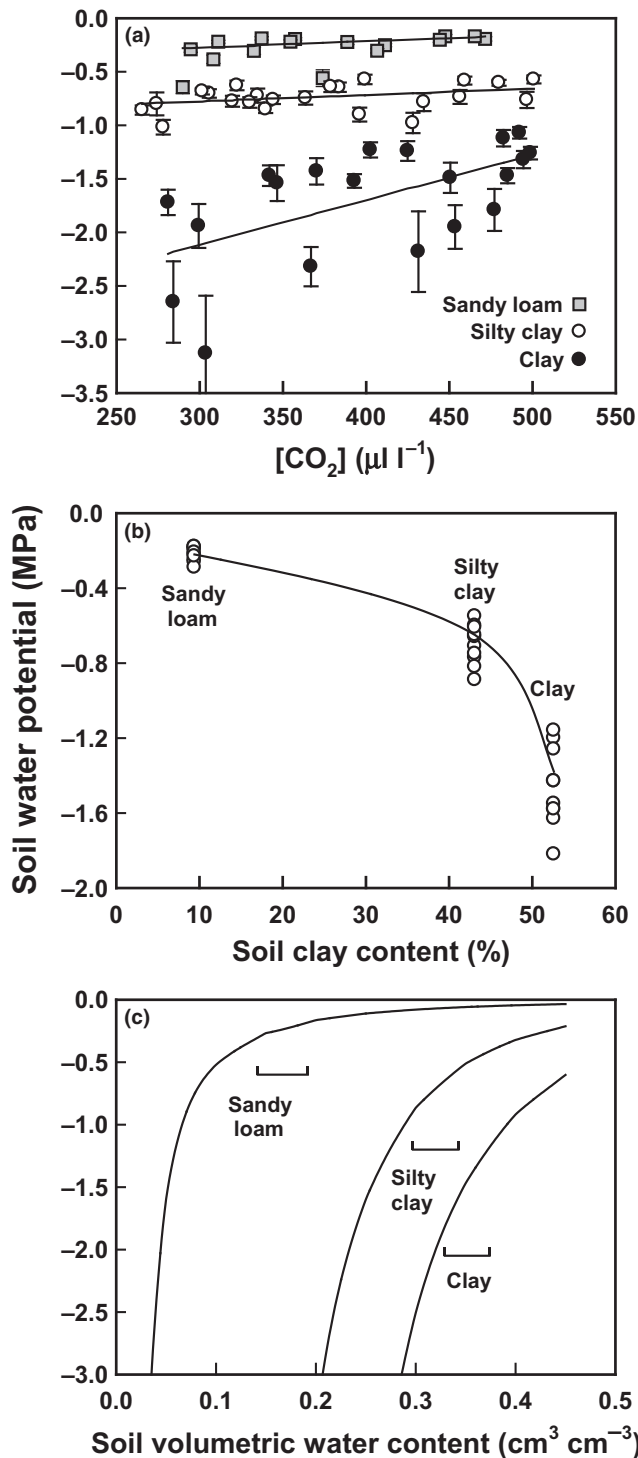 (a)
0.0
−0.5
−1.0
−1.5
−2.0
−2.5
−3.0
−3.5
Sandy loam
Silty clay
Clay
250 300 350 400 450 500 550
[CO₂] (μl l⁻¹)
Soil water potential (MPa)
(b)
0.0
−0.4
−0.8
−1.2
−1.6
−2.0
Sandy
loam
Silty
clay
Clay
0 10 20 30 40 50 60
Soil clay content (%)
(c)
0.0
−0.5
−1.0
−1.5
−2.0
−2.5
−3.0
Sandy
loam
Silty
clay
Clay
0.0 0.1 0.2 0.3 0.4 0.5
Soil volumetric water content (cm³ cm⁻³)